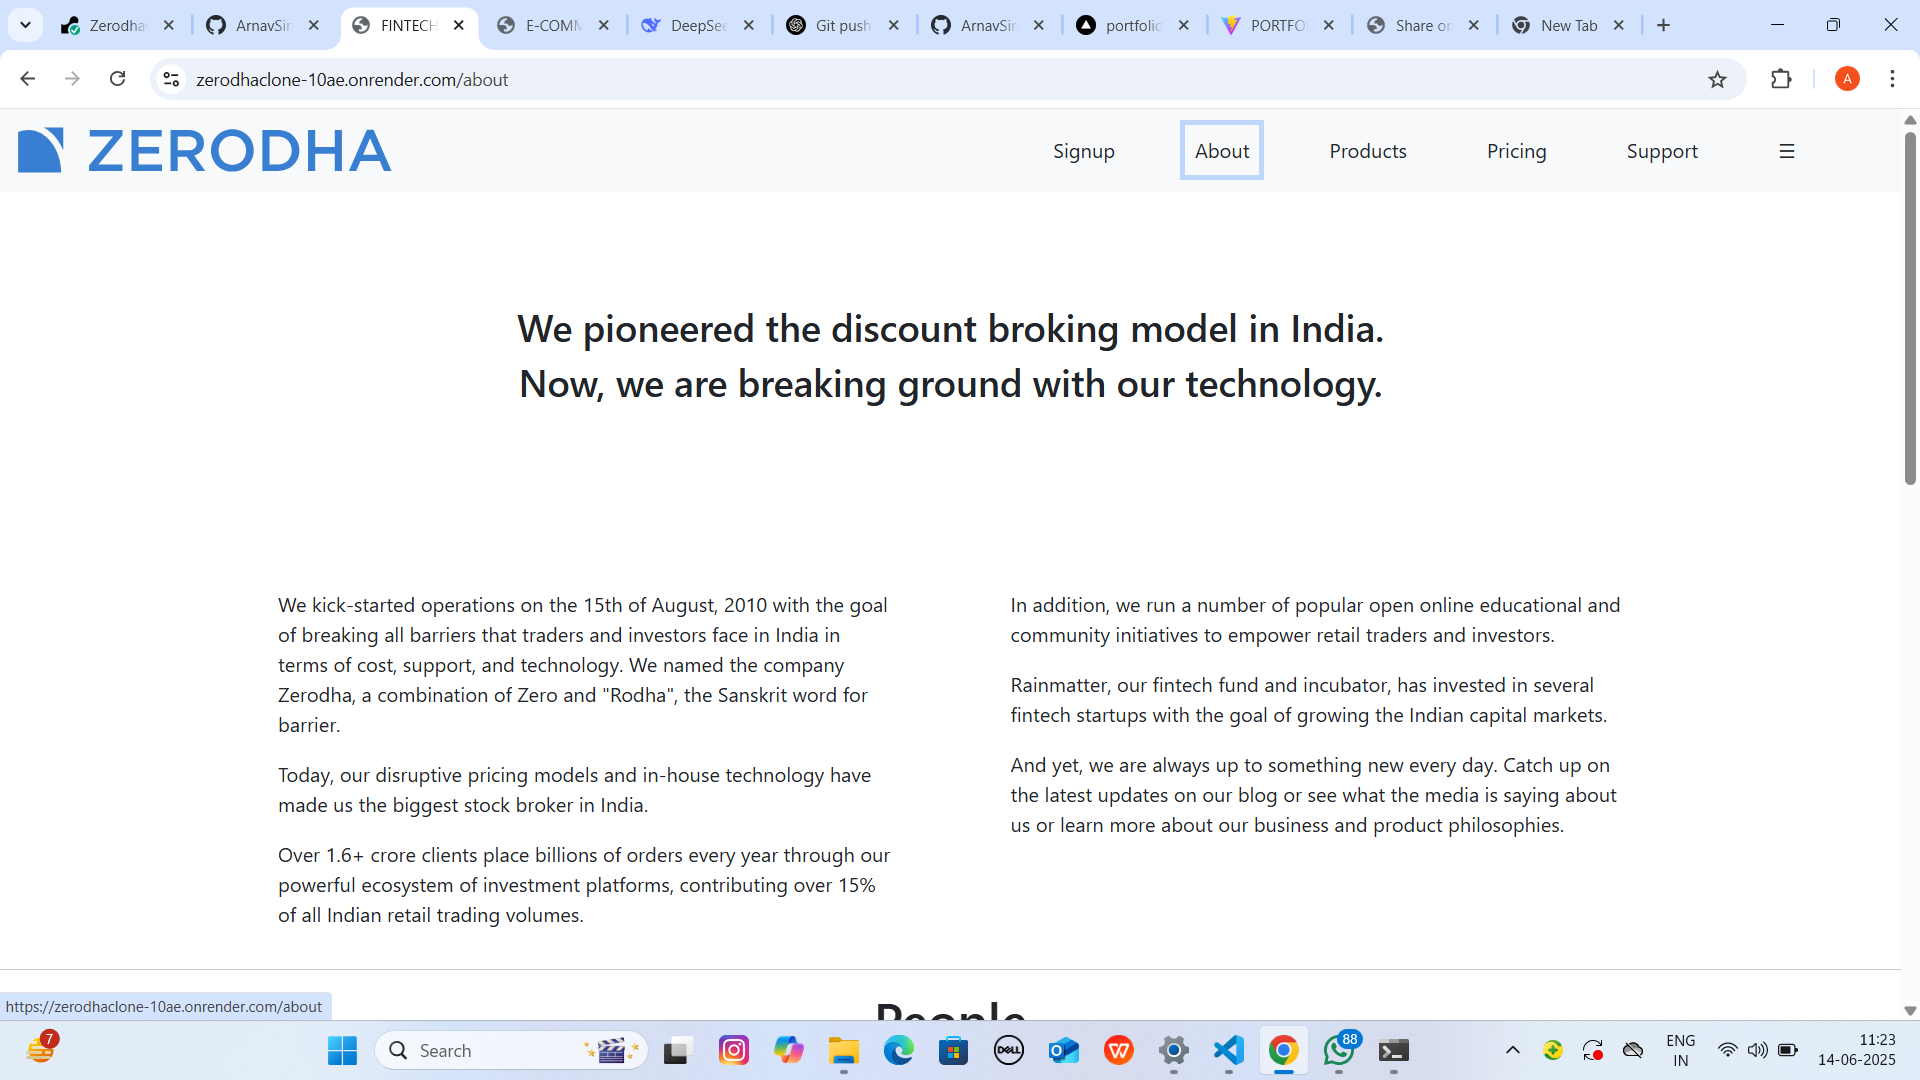 Zerodha
ArnavSin
FINTECH
E-COMM
DeepSee
Git push
ArnavSin
portfolio
PORTFO
Share on
New Tab
zerodhaclone-10ae.onrender.com/about
A
ZERODHA
Signup
About
Products
Pricing
Support
We pioneered the discount broking model in India.
Now, we are breaking ground with our technology.
We kick-started operations on the 15th of August, 2010 with the goal
of breaking all barriers that traders and investors face in India in
terms of cost, support, and technology. We named the company
Zerodha, a combination of Zero and "Rodha", the Sanskrit word for
barrier.
Today, our disruptive pricing models and in-house technology have
made us the biggest stock broker in India.
Over 1.6+ crore clients place billions of orders every year through our
powerful ecosystem of investment platforms, contributing over 15%
of all Indian retail trading volumes.
In addition, we run a number of popular open online educational and
community initiatives to empower retail traders and investors.
Rainmatter, our fintech fund and incubator, has invested in several
fintech startups with the goal of growing the Indian capital markets.
And yet, we are always up to something new every day. Catch up on
the latest updates on our blog or see what the media is saying about
us or learn more about our business and product philosophies.
People
https://zerodhaclone-10ae.onrender.com/about
7
Search
DELL
88
ENG
IN
11:23
14-06-2025